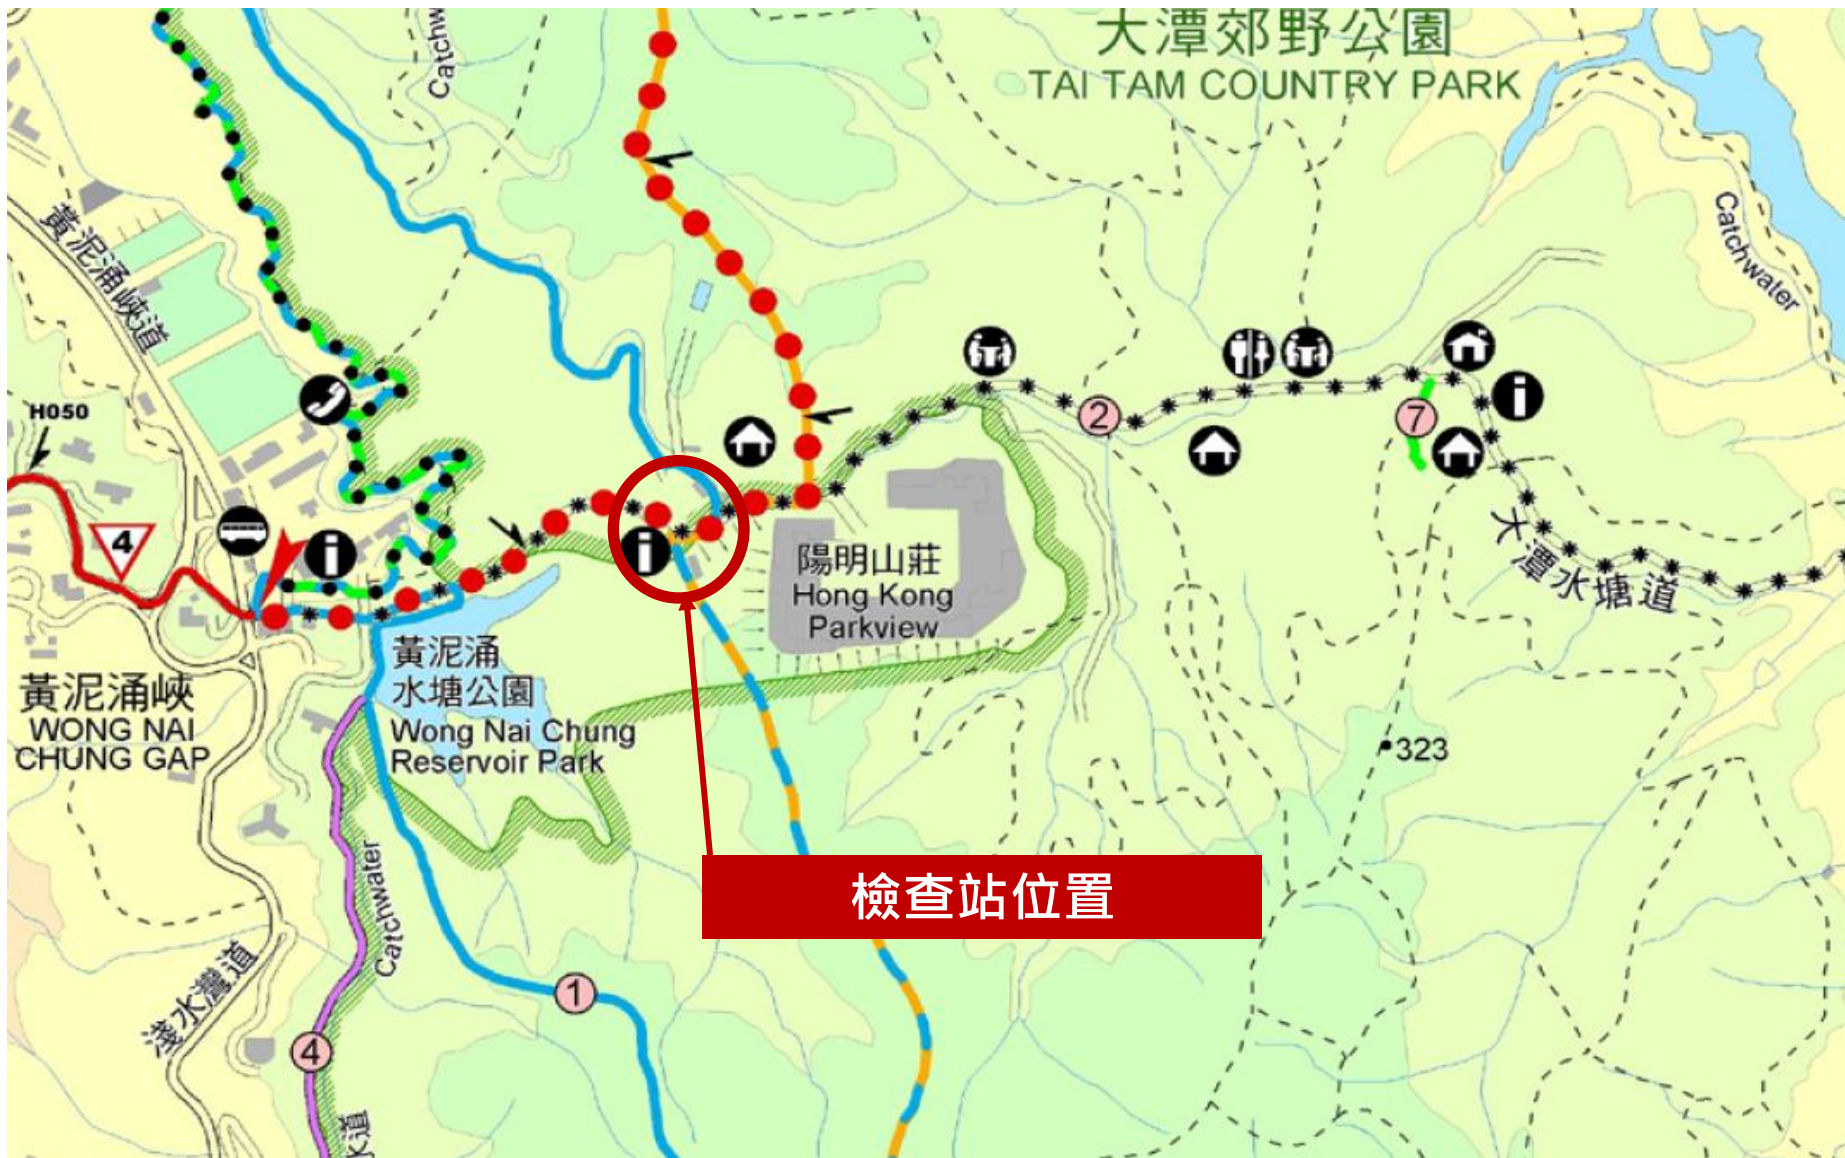 大潭郊野公園
TAI TAM COUNTRY PARK
Catchw
黃泥涌峽道
Catchwater
H050
4
2
7
陽明山莊
Hong Kong
Parkview
大潭水塘道
黃泥涌
水塘公園
Wong Nai Chung
Reservoir Park
黃泥涌峽
WONG NAI
CHUNG GAP
323
Catchwater
檢查站位置
淺水灣道
1
4
水道